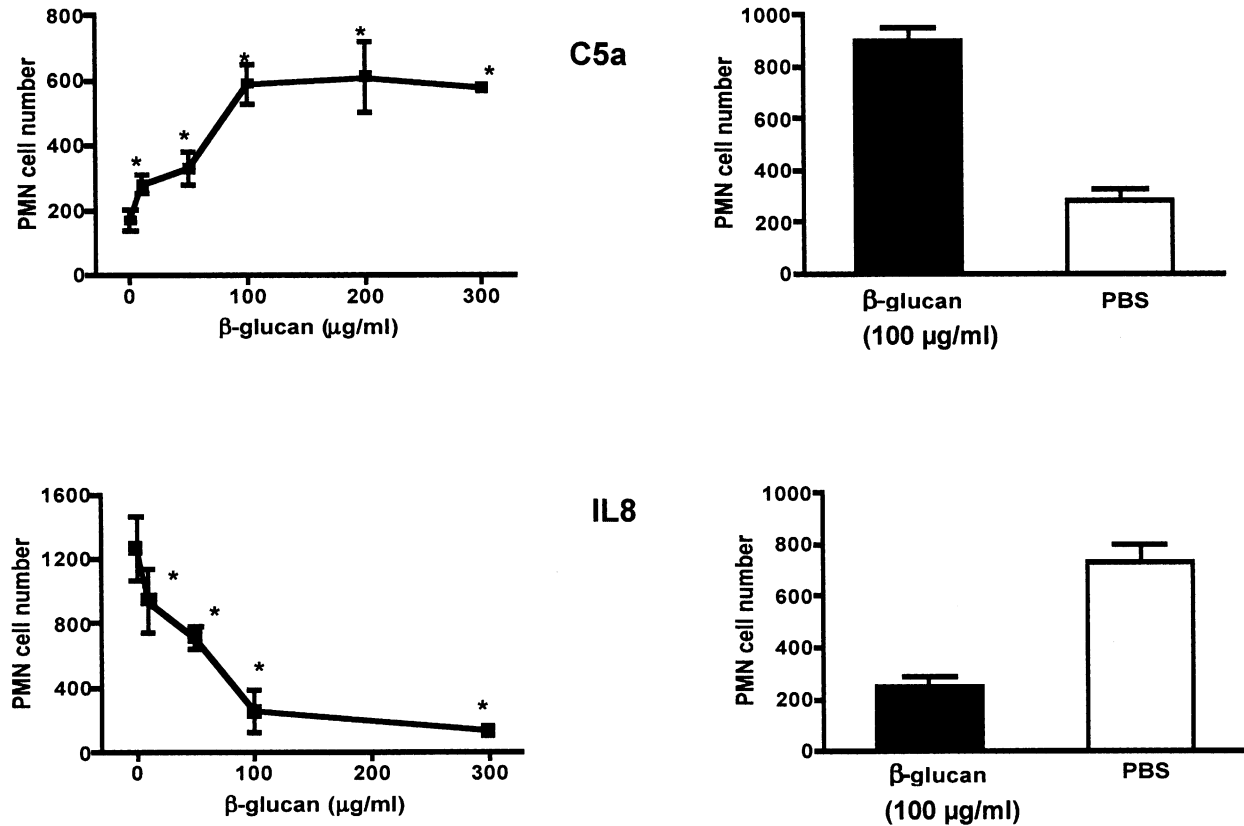 C5a
PMN cell number
800
600
400
200
0
*
*
*
*
*
0 100 200 300
β-glucan (μg/ml)
PMN cell number
1000
800
600
400
200
0
β-glucan PBS
(100 μg/ml)
IL8
PMN cell number
1600
1200
800
400
0
*
*
*
*
0 100 200 300
β-glucan (μg/ml)
PMN cell number
1000
800
600
400
200
0
β-glucan PBS
(100 μg/ml)